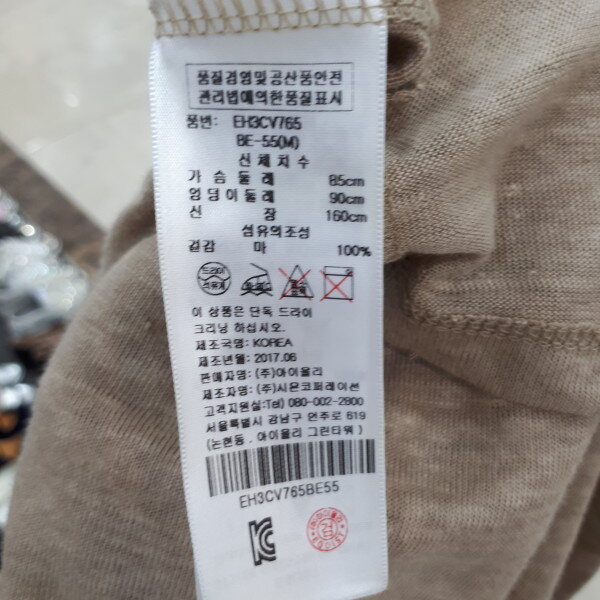 품질경영및공산품안전
관리법에의한품질표시
품번: EH3CV765
BE-55(M)
신체치수
가슴둘레 85cm
엉덩이둘레 90cm
신장 160cm
섬유의조성
겉감 마 100%
드라이
석유계
이 상품은 단독 드라이
크리닝 하십시오.
제조국명: KOREA
제조년월: 2017.06
판매자명: (주)아이올리
제조자명: (주)시몬코퍼레이션
고객지원실:Tel) 080-002-2800
서울특별시 강남구 언주로 619
(논현동, 아이올리 그린타워)
EH3CV765BE55
검
EGOIST